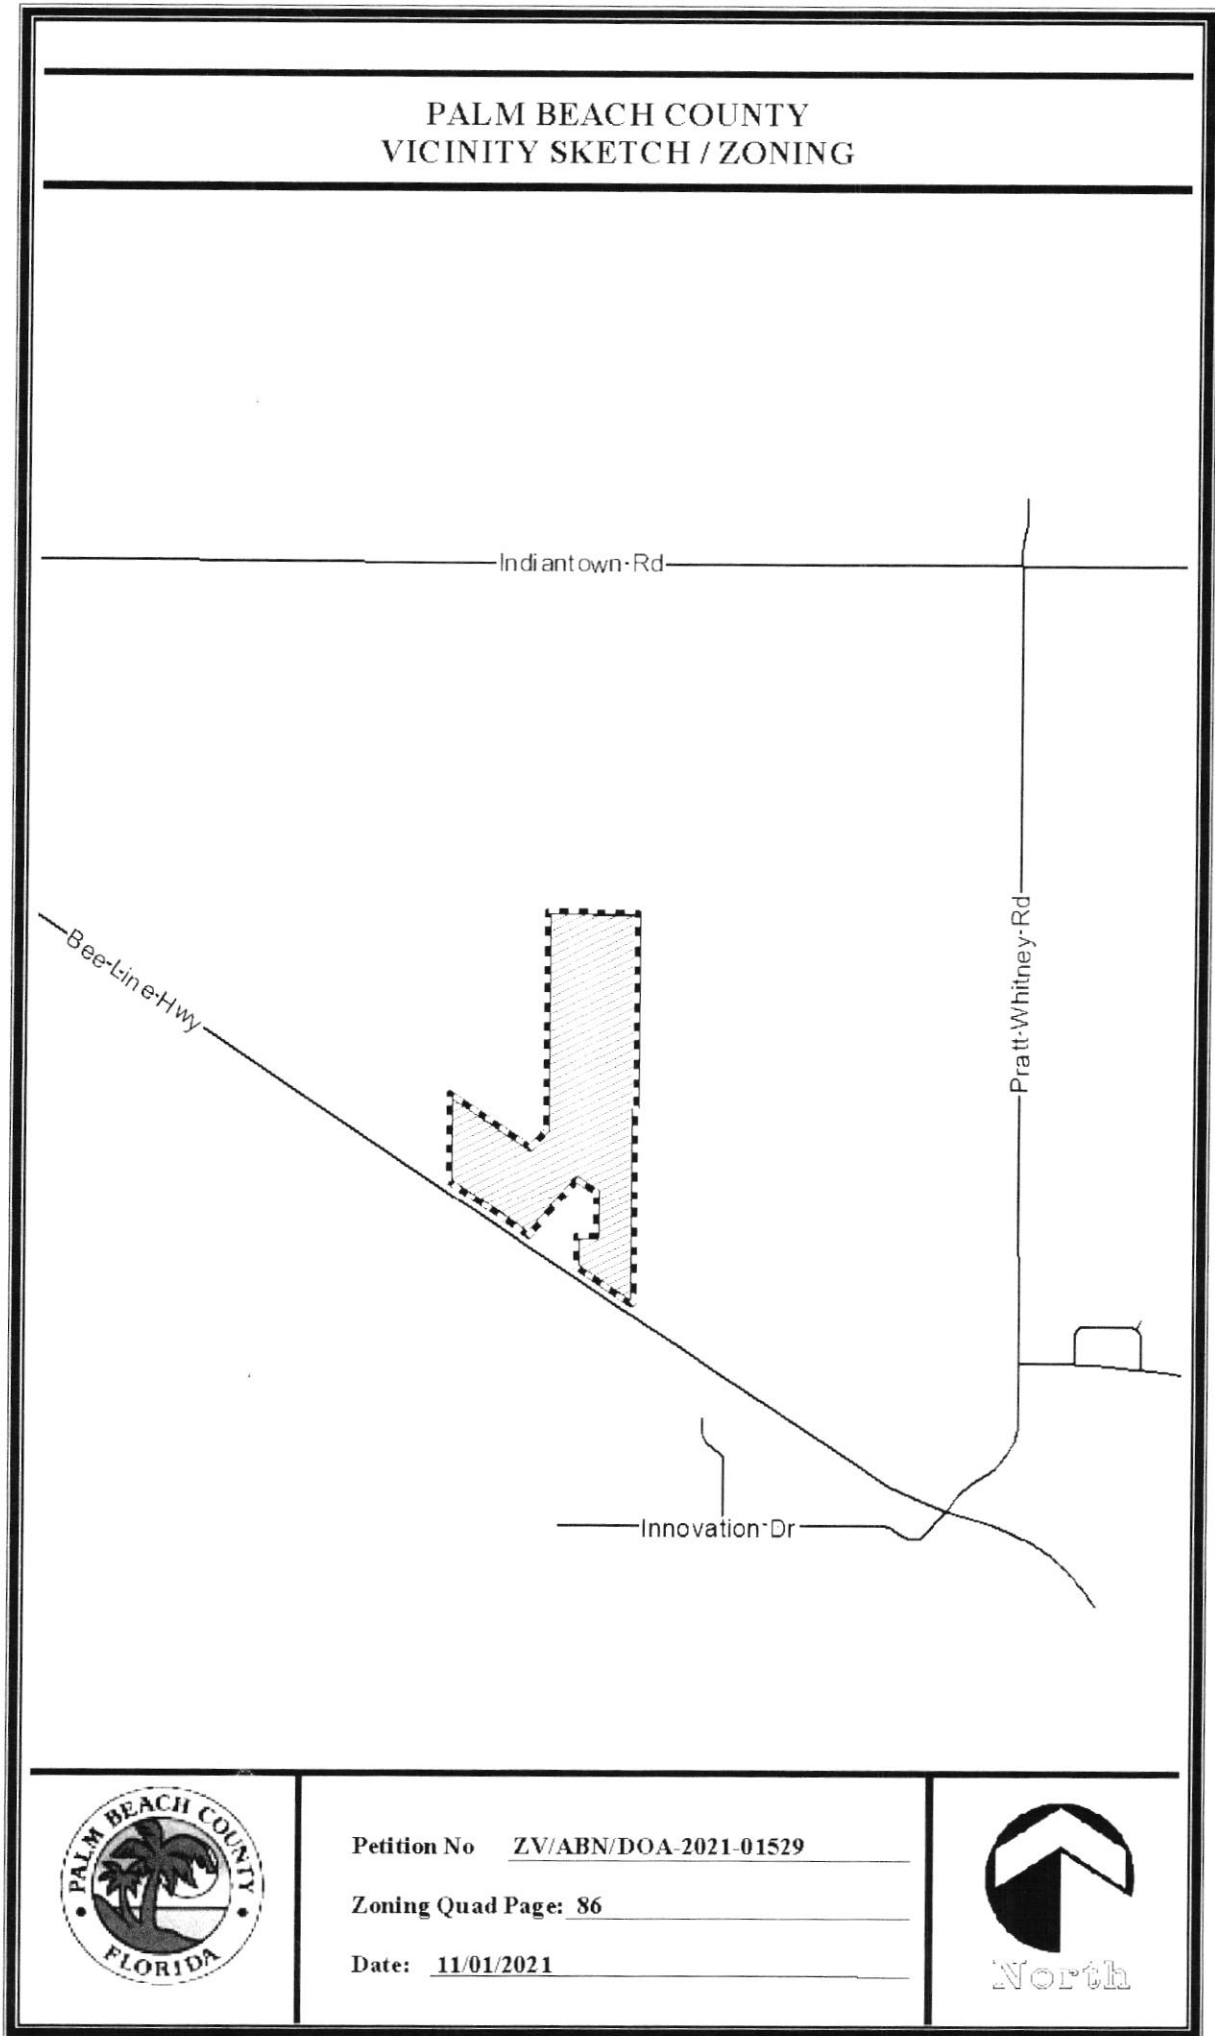 PALM BEACH COUNTY
VICINITY SKETCH / ZONING
Indiantown Rd
Bee-Line-Hwy
Pratt-Whitney-Rd
Innovation-Dr
PALM BEACH COUNTY
FLORIDA
Petition No ZV/ABN/DOA-2021-01529
Zoning Quad Page: 86
Date: 11/01/2021
North